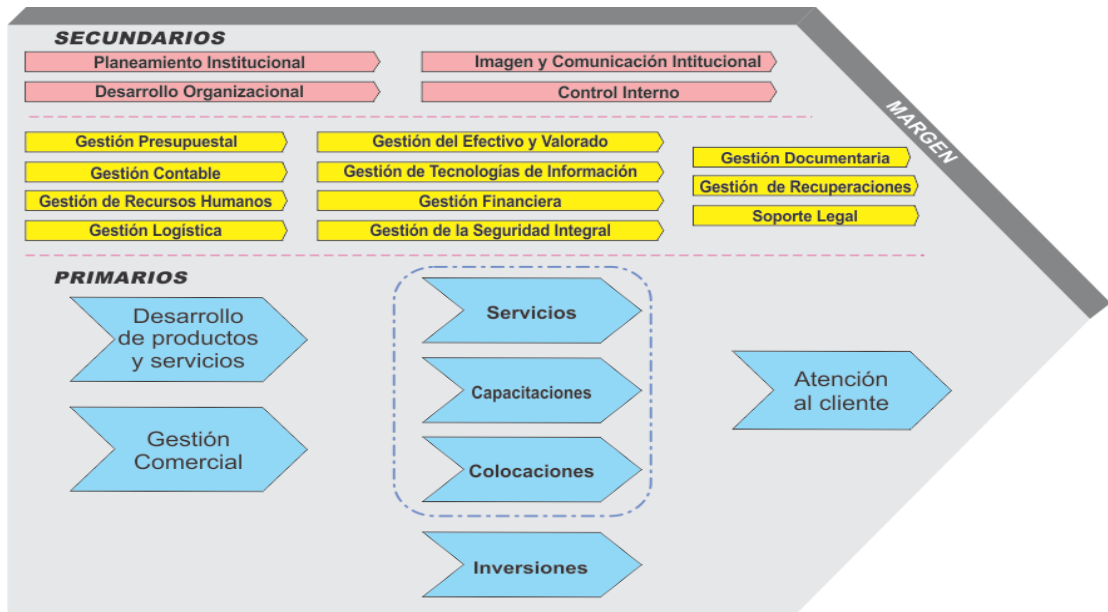 SECUNDARIOS
Planeamiento Institucional
Imagen y Comunicación Intitucional
Desarrollo Organizacional
Control Interno
MARGEN
Gestión Presupuestal
Gestión Contable
Gestión de Recursos Humanos
Gestión Logística
Gestión del Efectivo y Valorado
Gestión de Tecnologías de Información
Gestión Financiera
Gestión de la Seguridad Integral
Gestión Documentaria
Gestión de Recuperaciones
Soporte Legal
PRIMARIOS
Desarrollo
de productos
y servicios
Gestión
Comercial
Servicios
Capacitaciones
Colocaciones
Inversiones
Atención
al cliente